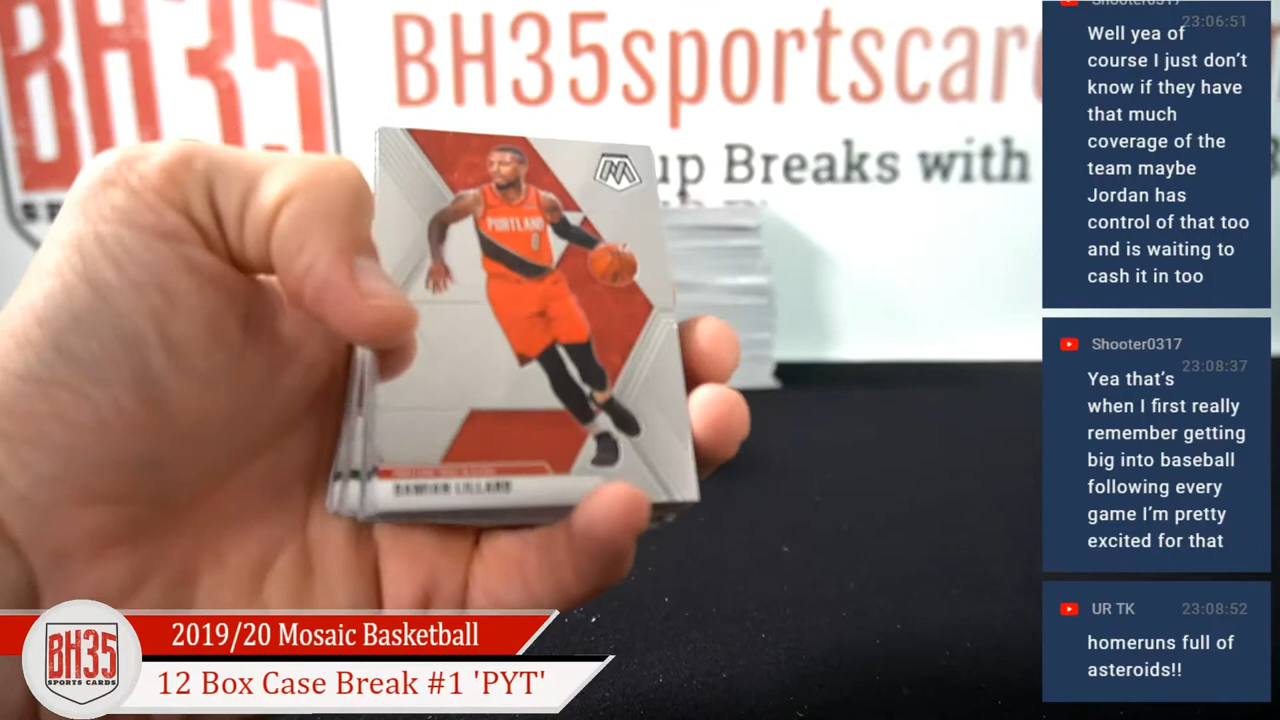 BH35
BH35sportscar
up Breaks with
PORTLAND
0
DAMIAN LILLARD
Shooter0317
23:06:51
Well yea of
course I just don't
know if they have
that much
coverage of the
team maybe
Jordan has
control of that too
and is waiting to
cash it in too
Shooter0317
23:08:37
Yea that's
when I first really
remember getting
big into baseball
following every
game I'm pretty
excited for that
UR TK
23:08:52
homeruns full of
asteroids!!
BH35
SPORTS CARDS
2019/20 Mosaic Basketball
12 Box Case Break #1 'PYT'